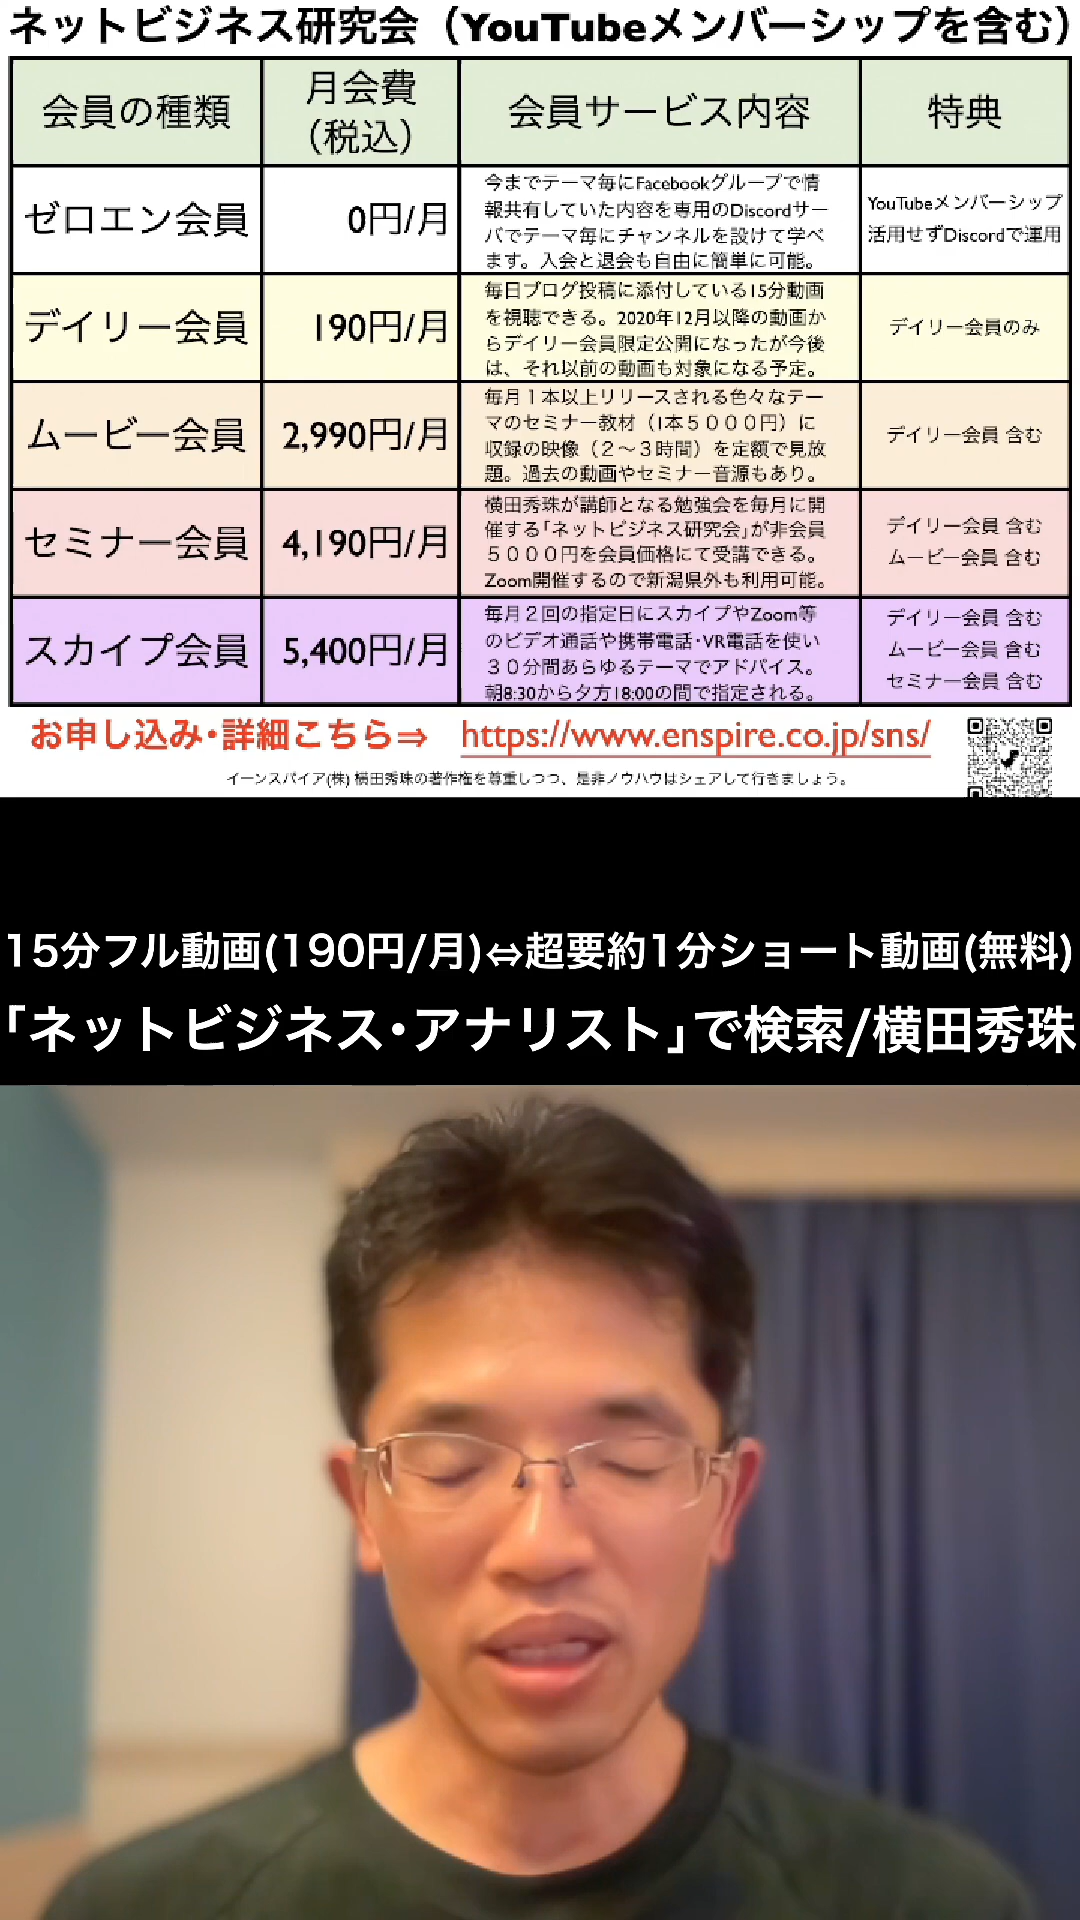 ネットビジネス研究会（YouTubeメンバーシップを含む）
会員の種類
月会費
（税込）
会員サービス内容
特典
ゼロエン会員
0円/月
今までテーマ毎にFacebookグループで情
報共有していた内容を専用のDiscordサー
バでテーマ毎にチャンネルを設けて学べ
ます。入会と退会も自由に簡単に可能。
YouTubeメンバーシップ
活用せずDiscordで運用
デイリー会員
190円/月
毎日ブログ投稿に添付している15分動画
を視聴できる。2020年12月以降の動画か
らデイリー会員限定公開になったが今後
は、それ以前の動画も対象になる予定。
デイリー会員のみ
ムービー会員
2,990円/月
毎月１本以上リリースされる色々なテー
マのセミナー教材（1本５０００円）に
収録の映像（２～３時間）を定額で見放
題。過去の動画やセミナー音源もあり。
デイリー会員 含む
セミナー会員
4,190円/月
横田秀珠が講師となる勉強会を毎月に開
催する「ネットビジネス研究会」が非会員
５０００円を会員価格にて受講できる。
Zoom開催するので新潟県外も利用可能。
デイリー会員 含む
ムービー会員 含む
スカイプ会員
5,400円/月
毎月２回の指定日にスカイプやZoom等
のビデオ通話や携帯電話･VR電話を使い
３０分間あらゆるテーマでアドバイス。
朝8:30から夕方18:00の間で指定される。
デイリー会員 含む
ムービー会員 含む
セミナー会員 含む
お申し込み･詳細こちら⇒ https://www.enspire.co.jp/sns/
イーンスパイア(株) 横田秀珠の著作権を尊重しつつ、是非ノウハウはシェアして行きましょう。
15分フル動画(190円/月)⇔超要約1分ショート動画(無料)
｢ネットビジネス･アナリスト｣で検索/横田秀珠